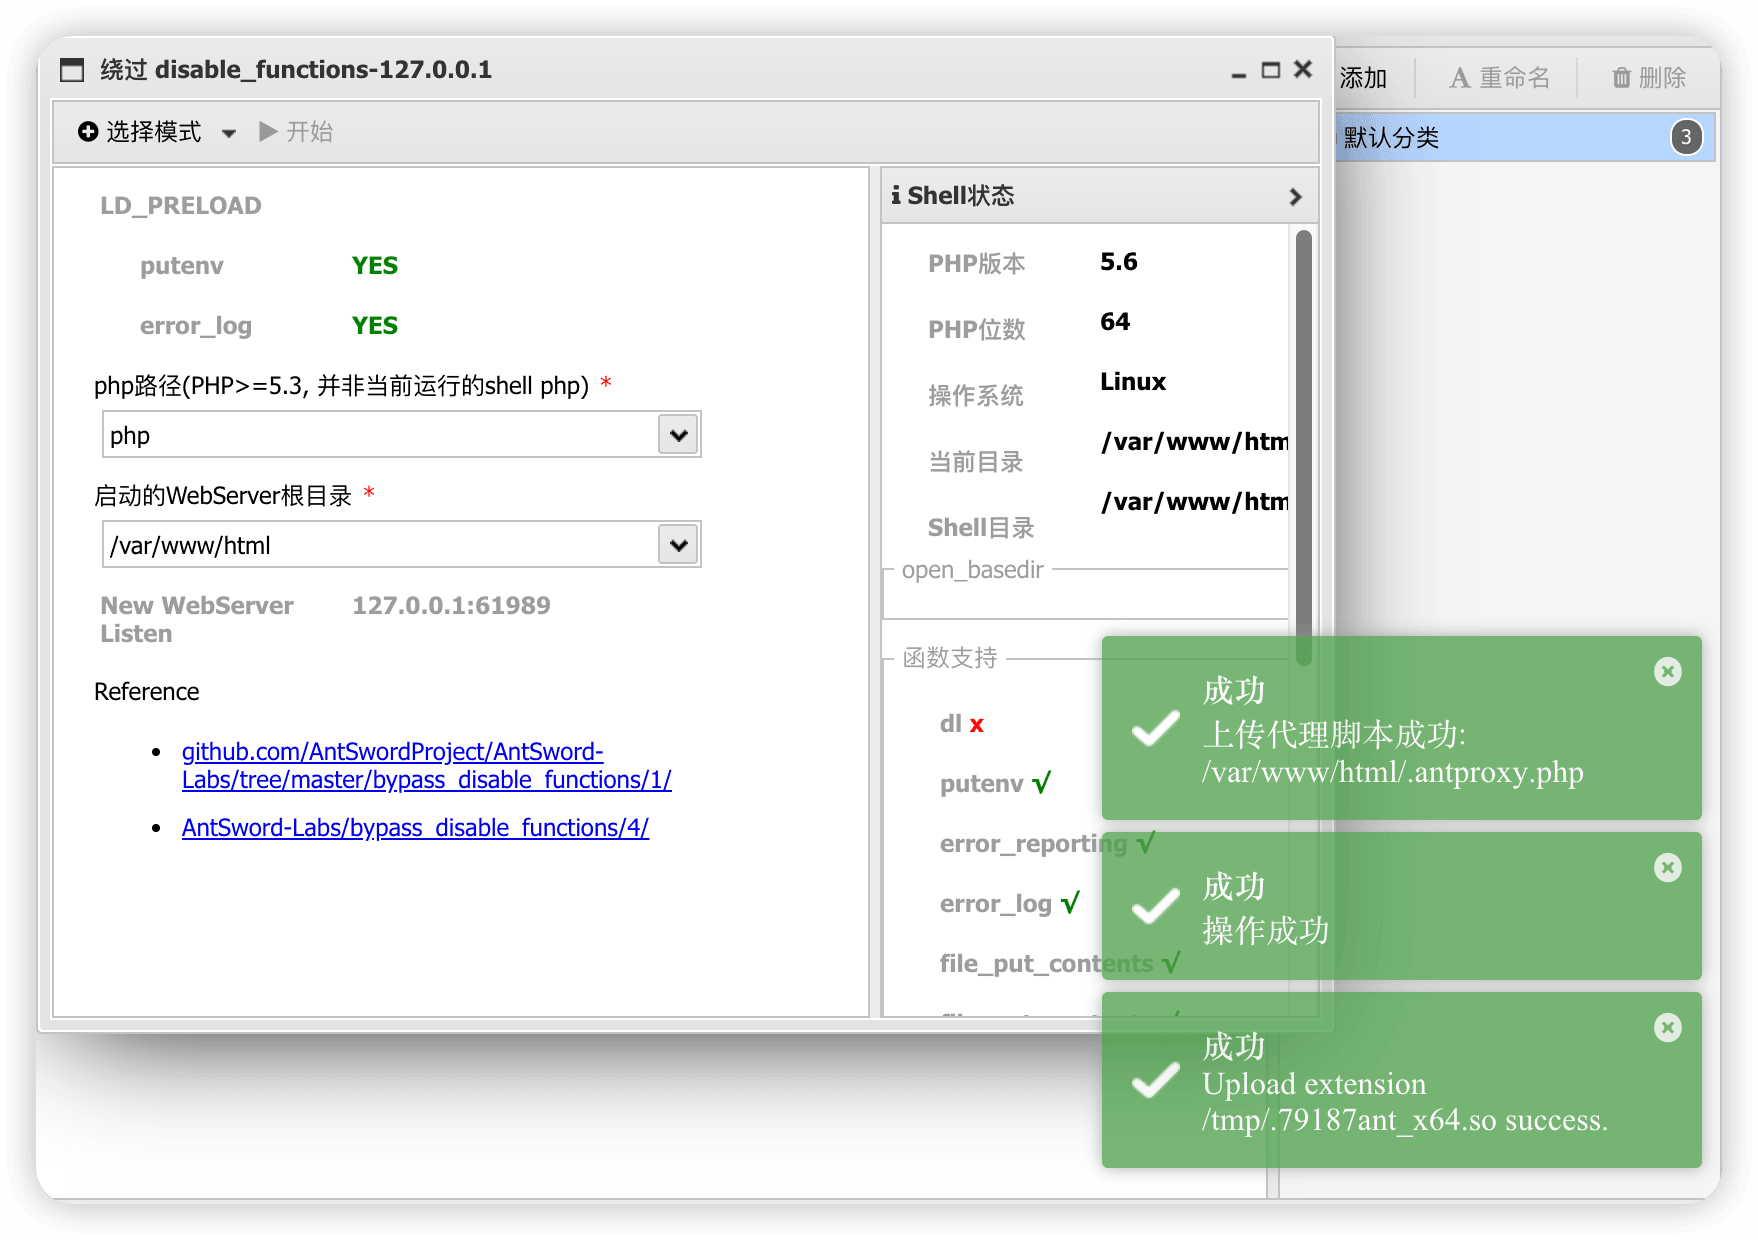 绕过 disable_functions-127.0.0.1
添加
重命名
删除
选择模式
开始
默认分类
3
LD_PRELOAD
putenv YES
error_log YES
php路径(PHP>=5.3, 并非当前运行的shell php) *
php
启动的WebServer根目录 *
/var/www/html
New WebServer Listen 127.0.0.1:61989
Reference
github.com/AntSwordProject/AntSword-
Labs/tree/master/bypass_disable_functions/1/
AntSword-Labs/bypass_disable_functions/4/
Shell状态
PHP版本 5.6
PHP位数 64
操作系统 Linux
当前目录 /var/www/htm
Shell目录 /var/www/htm
open_basedir
函数支持
dl x
putenv √
error_reporting √
error_log √
file_put_contents √
成功
上传代理脚本成功:
/var/www/html/.antproxy.php
成功
操作成功
成功
Upload extension
/tmp/.79187ant_x64.so success.